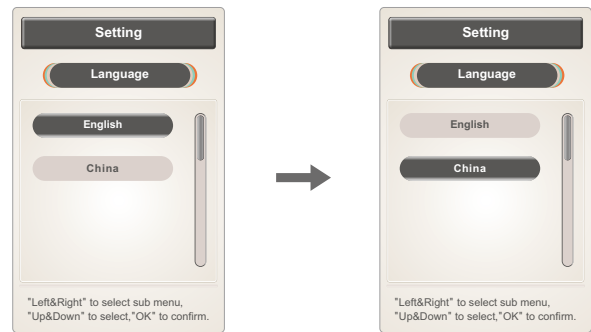 Setting
Language
English
China
"Left&Right" to select sub menu,
"Up&Down" to select,"OK" to confirm.
Setting
Language
English
China
"Left&Right" to select sub menu,
"Up&Down" to select,"OK" to confirm.